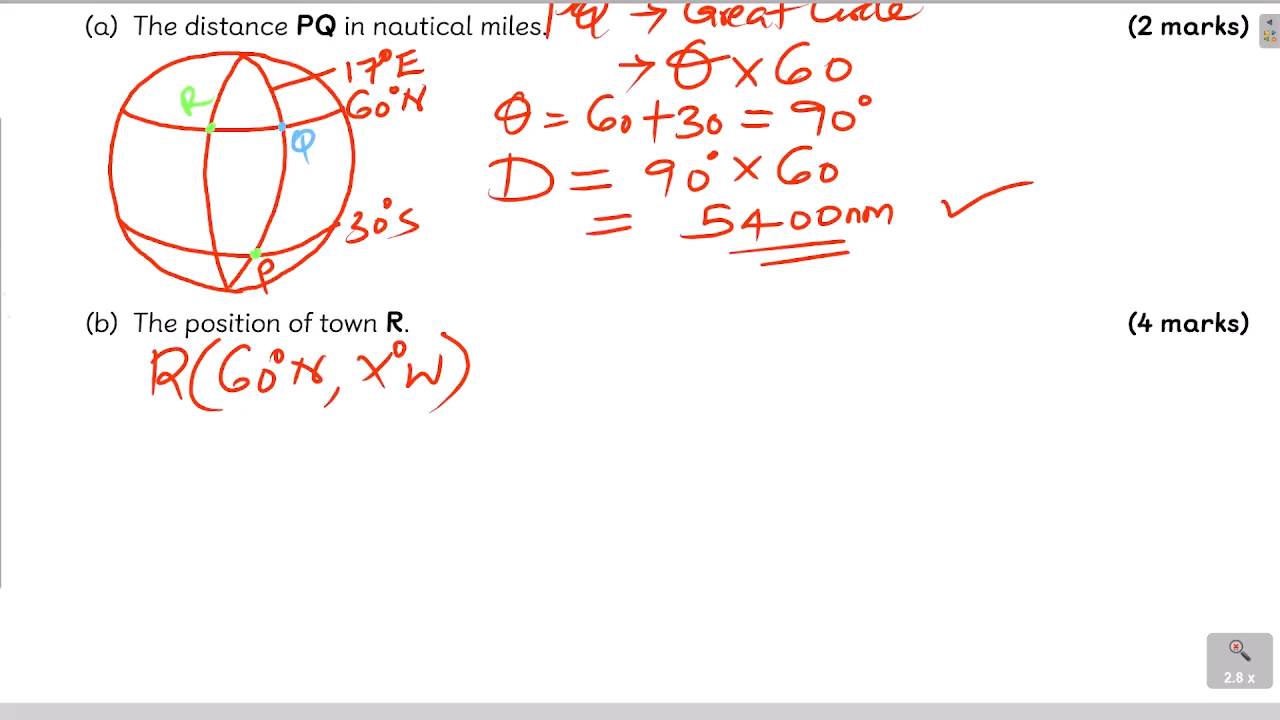 (a) The distance PQ in nautical miles. PQ → Great Circle (2 marks)
→ θ × 60
17°E
60°N
R
Q
θ = 60 + 30 = 90°
D = 90° × 60
= 5400nm ✓
30°S
P
(b) The position of town R. (4 marks)
R(60°N, x°W)
2.8 x